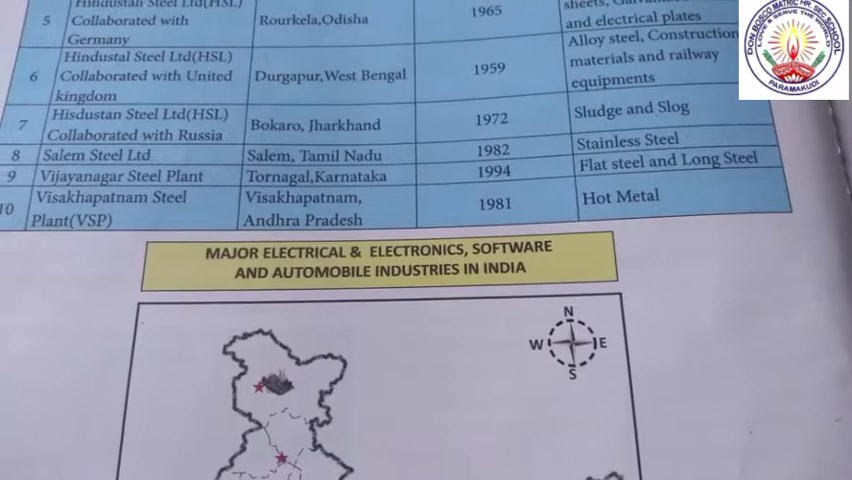 5 Hindustan Steel Ltd(HSL) Collaborated with Germany Rourkela,Odisha 1965 sheets, and electrical plates
6 Hindustal Steel Ltd(HSL) Collaborated with United kingdom Durgapur,West Bengal 1959 Alloy steel, Construction materials and railway equipments
7 Hisdustan Steel Ltd(HSL) Collaborated with Russia Bokaro, Jharkhand 1972 Sludge and Slog
8 Salem Steel Ltd Salem, Tamil Nadu 1982 Stainless Steel
9 Vijayanagar Steel Plant Tornagal,Karnataka 1994 Flat steel and Long Steel
10 Visakhapatnam Steel Plant(VSP) Visakhapatnam, Andhra Pradesh 1981 Hot Metal
MAJOR ELECTRICAL & ELECTRONICS, SOFTWARE
AND AUTOMOBILE INDUSTRIES IN INDIA
N
W E
S
DON BOSCO MATRIC HR SEC SCHOOL
LOVE & SERVE THE WORLD
PARAMAKUDI